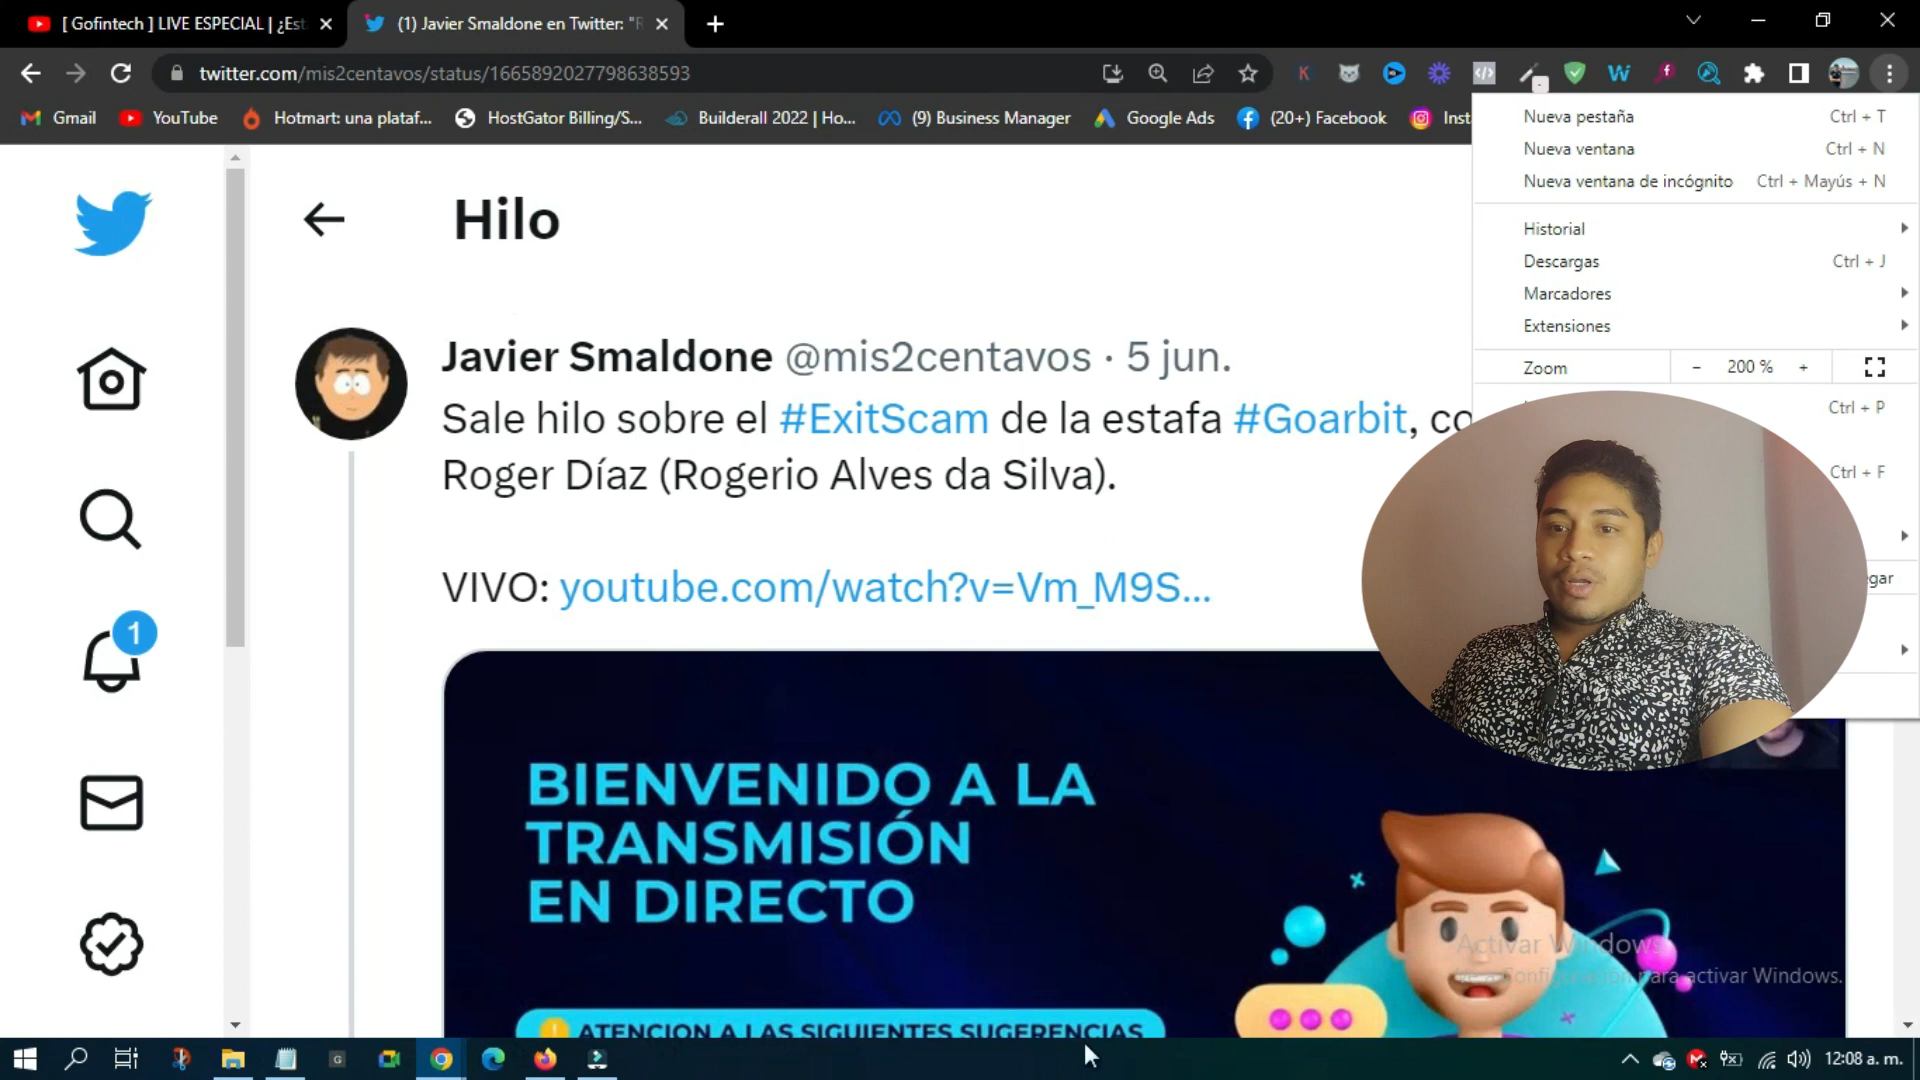 [ Gofintech ] LIVE ESPECIAL | ¿Est
(1) Javier Smaldone en Twitter: "R
twitter.com/mis2centavos/status/1665892027798638593
Gmail
YouTube
Hotmart: una plataf...
HostGator Billing/S...
Builderall 2022 | Ho...
(9) Business Manager
Google Ads
(20+) Facebook
Inst
Nueva pestaña Ctrl + T
Nueva ventana Ctrl + N
Nueva ventana de incógnito Ctrl + Mayús + N
Historial
Descargas Ctrl + J
Marcadores
Extensiones
Zoom - 200 % +
Ctrl + P
Ctrl + F
egar
Hilo
Javier Smaldone @mis2centavos · 5 jun.
Sale hilo sobre el #ExitScam de la estafa #Goarbit, co
Roger Díaz (Rogerio Alves da Silva).
VIVO: youtube.com/watch?v=Vm_M9S...
1
BIENVENIDO A LA
TRANSMISIÓN
EN DIRECTO
ATENCION A LAS SIGUIENTES SUGERENCIAS
Activar Windows
para activar Windows.
12:08 a. m.